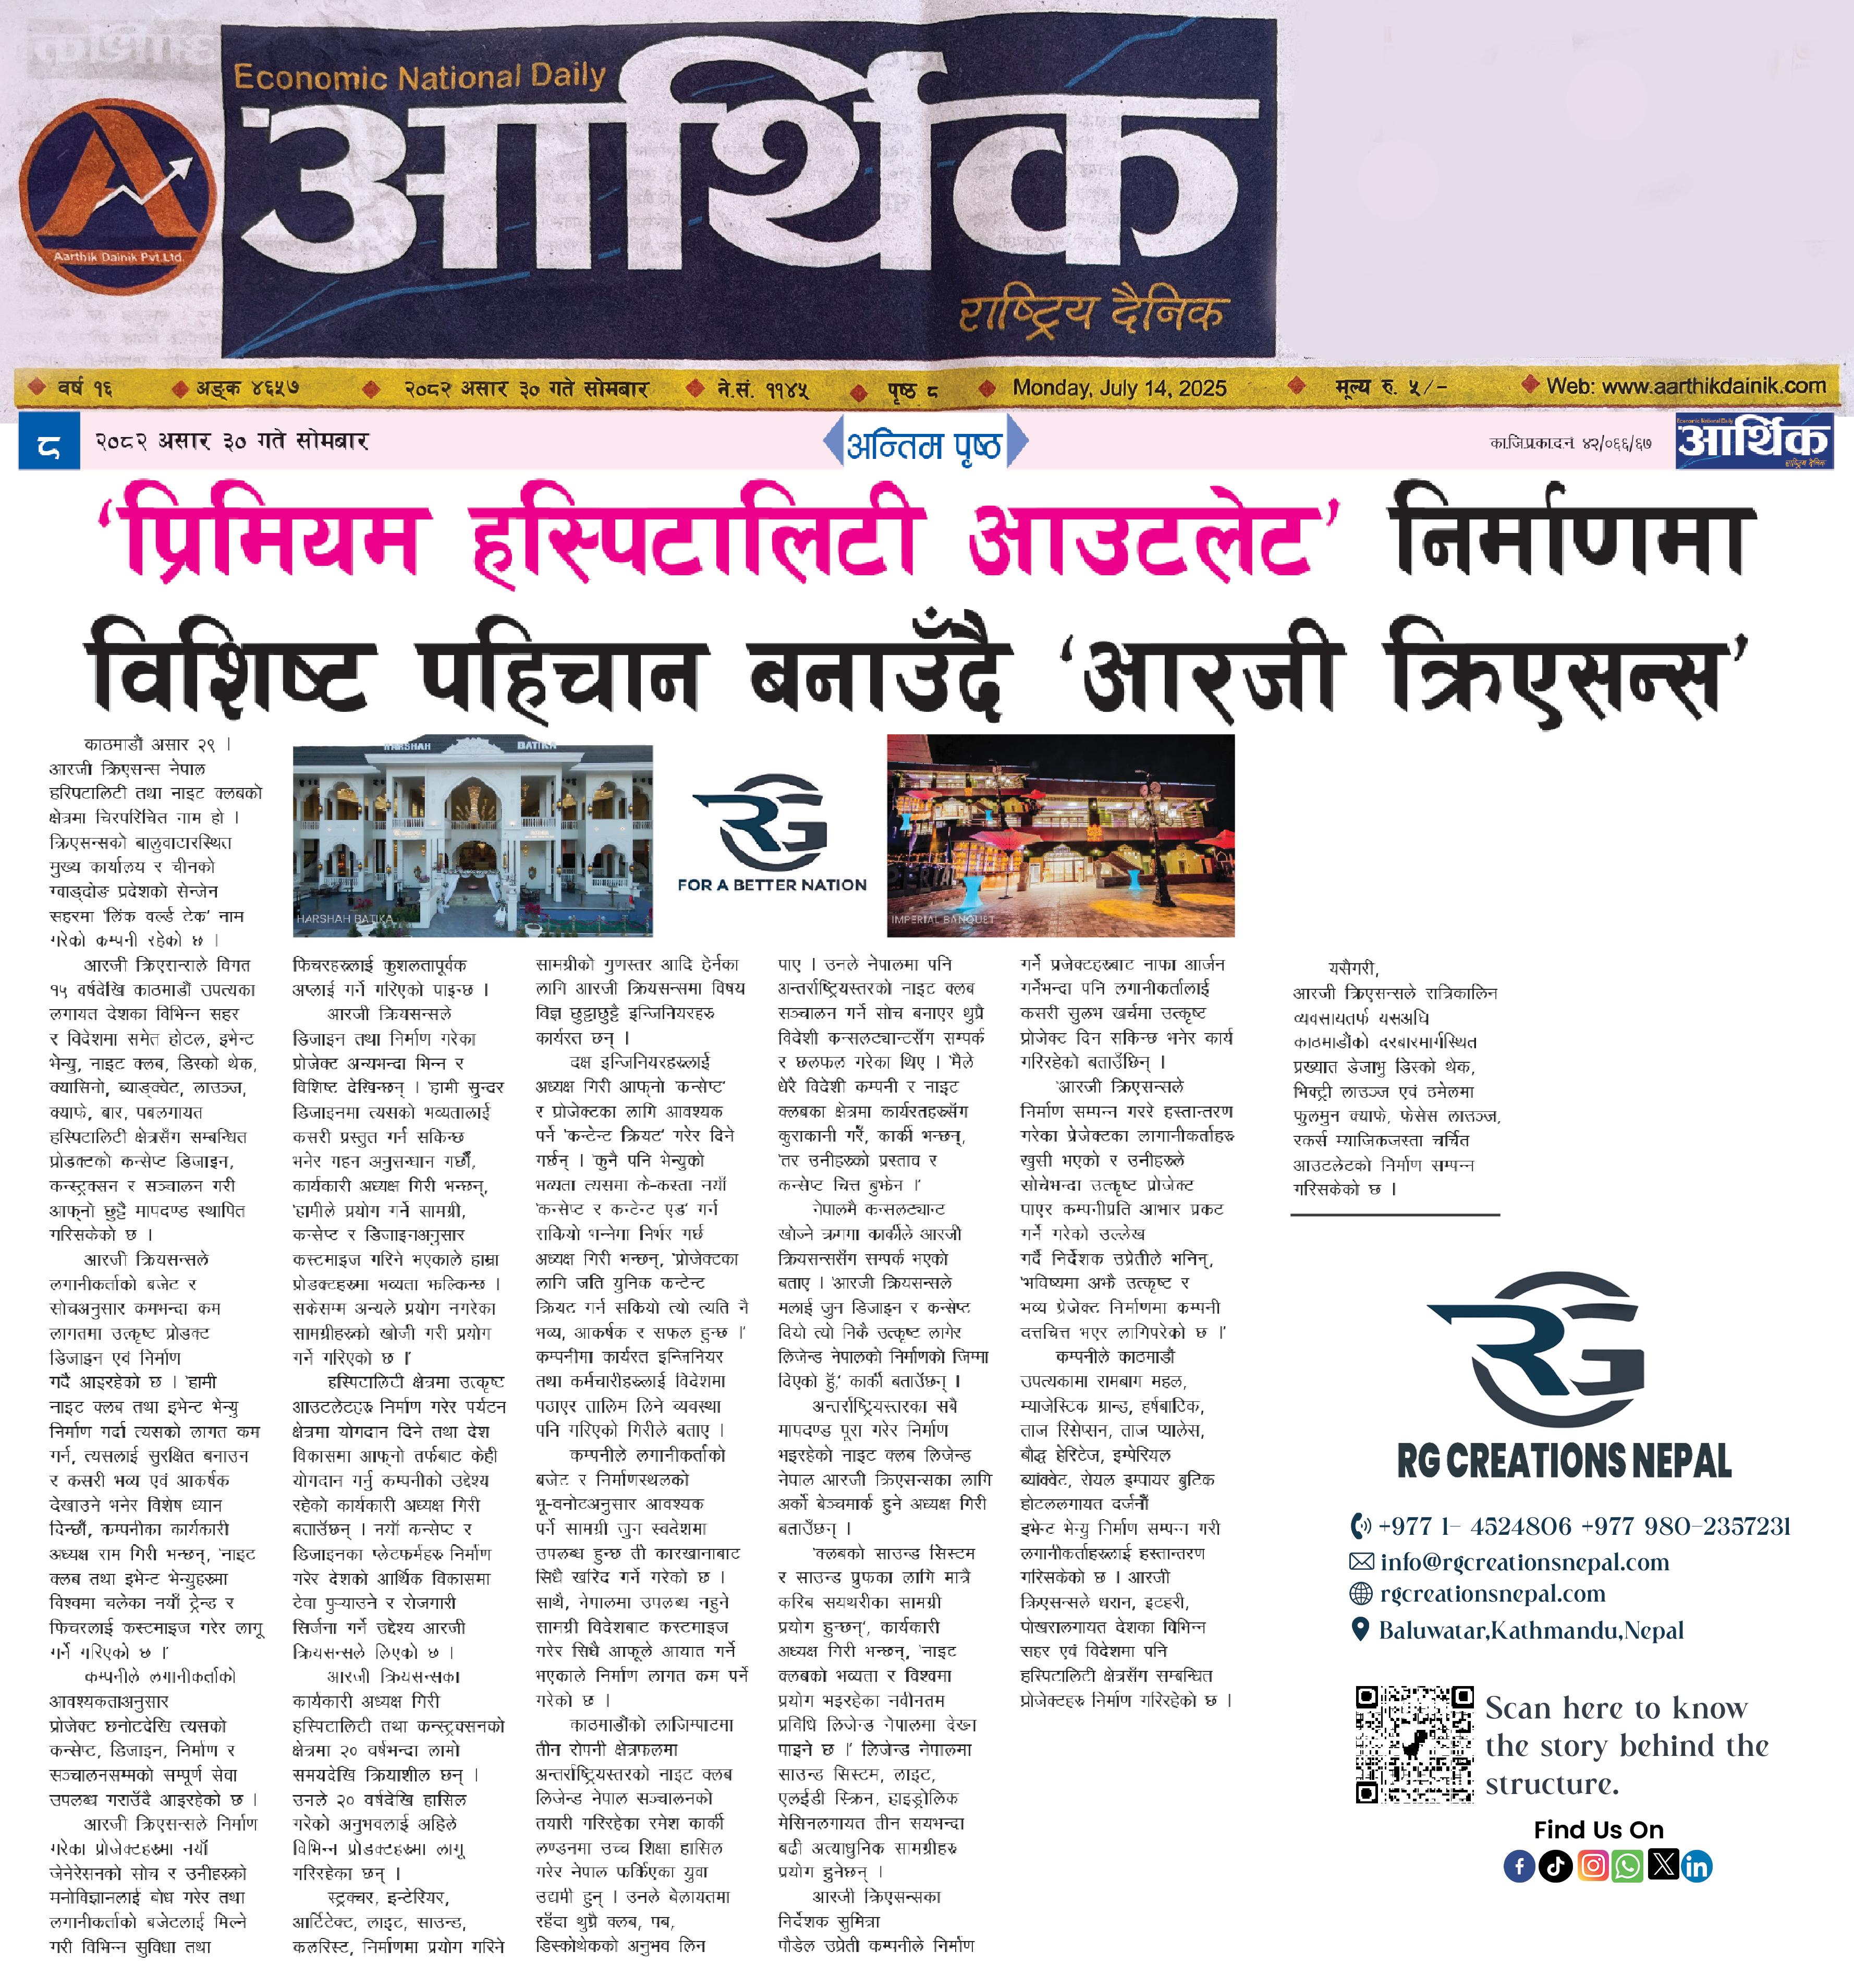 Economic National Daily
आर्थिक
राष्ट्रिय दैनिक
Aarthik Dainik Pvt.Ltd.
वर्ष १६ अङ्क ४६५७ २०८२ असार ३० गते सोमबार ने.सं. ११४५ पृष्ठ ८ Monday, July 14, 2025 मूल्य रु. ५/- Web: www.aarthikdainik.com
८ २०८२ असार ३० गते सोमबार अन्तिम पृष्ठ का.जि.प्रका.द.नं ४२/०६६/६७ आर्थिक
‘प्रिमियम हस्पिटालिटी आउटलेट’ निर्माणमा
विशिष्ट पहिचान बनाउँदै ‘आरजी क्रिएसन्स’
काठमाडौं असार २९ ।
आरजी क्रिएसन्स नेपाल
हस्पिटालिटी तथा नाइट क्लबको
क्षेत्रमा चिरपरिचित नाम हो ।
क्रिएसन्सको बालुवाटारस्थित
मुख्य कार्यालय र चीनको
ग्वाड्दोङ प्रदेशको सेन्जेन
सहरमा ‘लिंक वर्ल्ड टेक’ नाम
गरेको कम्पनी रहेको छ ।
आरजी क्रिएसन्सले विगत
१५ वर्षदेखि काठमाडौं उपत्यका
लगायत देशका विभिन्न सहर
र विदेशमा समेत होटल, इभेन्ट
भेन्यु, नाइट क्लब, डिस्को थेक,
क्यासिनो, ब्याङ्क्वेट, लाउञ्ज,
क्याफे, बार, पबलगायत
हस्पिटालिटी क्षेत्रसँग सम्बन्धित
प्रोडक्टको कन्सेप्ट डिजाइन,
कन्स्ट्रक्सन र सञ्चालन गरी
आफ्नो छुट्टै मापदण्ड स्थापित
गरिसकेको छ ।
आरजी क्रियसन्सले
लगानीकर्ताको बजेट र
सोचअनुसार कमभन्दा कम
लागतमा उत्कृष्ट प्रोडक्ट
डिजाइन एवं निर्माण
गर्दै आइरहेको छ । ‘हामी
नाइट क्लब तथा इभेन्ट भेन्यु
निर्माण गर्दा त्यसको लागत कम
गर्न, त्यसलाई सुरक्षित बनाउन
र कसरी भव्य एवं आकर्षक
देखाउने भनेर विशेष ध्यान
दिन्छौं, कम्पनीका कार्यकारी
अध्यक्ष राम गिरी भन्छन्, ‘नाइट
क्लब तथा इभेन्ट भेन्युहरुमा
विश्वमा चलेका नयाँ ट्रेन्ड र
फिचरलाई कस्टमाइज गरेर लागू
गर्ने गरिएको छ ।’
कम्पनीले लगानीकर्ताको
आवश्यकताअनुसार
प्रोजेक्ट छनोटदेखि त्यसको
कन्सेप्ट, डिजाइन, निर्माण र
सञ्चालनसम्मको सम्पूर्ण सेवा
उपलब्ध गराउँदै आइरहेको छ ।
आरजी क्रिएसन्सले निर्माण
गरेका प्रोजेक्टहरुमा नयाँ
जेनेरेसनको सोच र उनीहरुको
मनोविज्ञानलाई बोध गरेर तथा
लगानीकर्ताको बजेटलाई मिल्ने
गरी विभिन्न सुविधा तथा
HARSHAH BATIKA
HARSHAH BATIKA
फिचरहरुलाई कुशलतापूर्वक
अप्लाई गर्ने गरिएको पाइन्छ ।
आरजी क्रियसन्सले
डिजाइन तथा निर्माण गरेका
प्रोजेक्ट अन्यभन्दा भिन्न र
विशिष्ट देखिन्छन् । ‘हामी सुन्दर
डिजाइनमा त्यसको भव्यतालाई
कसरी प्रस्तुत गर्न सकिन्छ
भनेर गहन अनुसन्धान गर्छौं,
कार्यकारी अध्यक्ष गिरी भन्छन्,
‘हामीले प्रयोग गर्ने सामग्री,
कन्सेप्ट र डिजाइनअनुसार
कस्टमाइज गरिने भएकाले हाम्रा
प्रोडक्टहरुमा भव्यता झल्किन्छ ।
सकेसम्म अन्यले प्रयोग नगरेका
सामग्रीहरुको खोजी गरी प्रयोग
गर्ने गरिएको छ ।’
हस्पिटालिटी क्षेत्रमा उत्कृष्ट
आउटलेटहरु निर्माण गरेर पर्यटन
क्षेत्रमा योगदान दिने तथा देश
विकासमा आफ्नो तर्फबाट केही
योगदान गर्नु कम्पनीको उद्देश्य
रहेको कार्यकारी अध्यक्ष गिरी
बताउँछन् । नयाँ कन्सेप्ट र
डिजाइनका प्लेटफर्महरु निर्माण
गरेर देशको आर्थिक विकासमा
टेवा पुऱ्याउने र रोजगारी
सिर्जना गर्ने उद्देश्य आरजी
क्रियसन्सले लिएको छ ।
आरजी क्रियसन्सका
कार्यकारी अध्यक्ष गिरी
हस्पिटालिटी तथा कन्स्ट्रक्सनको
क्षेत्रमा २० वर्षभन्दा लामो
समयदेखि क्रियाशील छन् ।
उनले २० वर्षदेखि हासिल
गरेको अनुभवलाई अहिले
विभिन्न प्रोडक्टहरुमा लागू
गरिरहेका छन् ।
स्ट्रक्चर, इन्टेरियर,
आर्टिटेक्ट, लाइट, साउन्ड,
कलरिस्ट, निर्माणमा प्रयोग गरिने
RG
FOR A BETTER NATION
सामग्रीको गुणस्तर आदि हेर्नका
लागि आरजी क्रियसन्समा विषय
विज्ञ छुट्टाछुट्टै इन्जिनियरहरु
कार्यरत छन् ।
दक्ष इन्जिनियरहरुलाई
अध्यक्ष गिरी आफ्नो ‘कन्सेप्ट’
र प्रोजेक्टका लागि आवश्यक
पर्ने ‘कन्टेन्ट क्रियट’ गरेर दिने
गर्छन् । ‘कुनै पनि भेन्युको
भव्यता त्यसमा के-कस्ता नयाँ
‘कन्सेप्ट र कन्टेन्ट एड’ गर्न
सकियो भन्नेमा निर्भर गर्छ
अध्यक्ष गिरी भन्छन्, ‘प्रोजेक्टका
लागि जति युनिक कन्टेन्ट
क्रियट गर्न सकियो त्यो त्यति नै
भव्य, आकर्षक र सफल हुन्छ ।’
कम्पनीमा कार्यरत इन्जिनियर
तथा कर्मचारीहरुलाई विदेशमा
पठाएर तालिम लिने व्यवस्था
पनि गरिएको गिरीले बताए ।
कम्पनीले लगानीकर्ताको
बजेट र निर्माणस्थलको
भू-वनोटअनुसार आवश्यक
पर्ने सामग्री जुन स्वदेशमा
उपलब्ध हुन्छ ती कारखानाबाट
सिधै खरिद गर्ने गरेको छ ।
साथै, नेपालमा उपलब्ध नहुने
सामग्री विदेशबाट कस्टमाइज
गरेर सिधै आफूले आयात गर्ने
भएकाले निर्माण लागत कम पर्ने
गरेको छ ।
काठमाडौंको लाजिम्पाटमा
तीन रोपनी क्षेत्रफलमा
अन्तर्राष्ट्रियस्तरको नाइट क्लब
लिजेन्ड नेपाल सञ्चालनको
तयारी गरिरहेका रमेश कार्की
लण्डनमा उच्च शिक्षा हासिल
गरेर नेपाल फर्किएका युवा
उद्यमी हुन् । उनले बेलायतमा
रहँदा थुप्रै क्लब, पब,
डिस्कोथेकको अनुभव लिन
पाए । उनले नेपालमा पनि
अन्तर्राष्ट्रियस्तरको नाइट क्लब
सञ्चालन गर्ने सोच बनाएर थुप्रै
विदेशी कन्सलट्यान्टसँग सम्पर्क
र छलफल गरेका थिए । ‘मैले
धेरै विदेशी कम्पनी र नाइट
क्लबका क्षेत्रमा कार्यरतहरुसँग
कुराकानी गरें, कार्की भन्छन्,
‘तर उनीहरुको प्रस्ताव र
कन्सेप्ट चित्त बुझेन ।’
नेपालमै कन्सलट्यान्ट
खोज्ने क्रममा कार्कीले आरजी
क्रियसन्ससँग सम्पर्क भएको
बताए । ‘आरजी क्रियसन्सले
मलाई जुन डिजाइन र कन्सेप्ट
दियो त्यो निकै उत्कृष्ट लागेर
लिजेन्ड नेपालको निर्माणको जिम्मा
दिएको हुँ,’ कार्की बताउँछन् ।
अन्तर्राष्ट्रियस्तरका सबै
मापदण्ड पूरा गरेर निर्माण
भइरहेको नाइट क्लब लिजेन्ड
नेपाल आरजी क्रिएसन्सका लागि
अर्को बेञ्चमार्क हुने अध्यक्ष गिरी
बताउँछन् ।
‘क्लबको साउन्ड सिस्टम
र साउन्ड प्रुफका लागि मात्रै
करिब सयथरीका सामग्री
प्रयोग हुन्छन्’, कार्यकारी
अध्यक्ष गिरी भन्छन्, ‘नाइट
क्लबको भव्यता र विश्वमा
प्रयोग भइरहेका नवीनतम
प्रविधि लिजेन्ड नेपालमा देख्न
पाइने छ ।’ लिजेन्ड नेपालमा
साउन्ड सिस्टम, लाइट,
एलईडी स्क्रिन, हाइड्रोलिक
मेसिनलगायत तीन सयभन्दा
बढी अत्याधुनिक सामग्रीहरु
प्रयोग हुनेछन् ।
आरजी क्रिएसन्सका
निर्देशक सुमित्रा
पौडेल उप्रेती कम्पनीले निर्माण
IMPERIAL BANQUET
गर्ने प्रजेक्टहरुबाट नाफा आर्जन
गर्नेभन्दा पनि लगानीकर्तालाई
कसरी सुलभ खर्चमा उत्कृष्ट
प्रोजेक्ट दिन सकिन्छ भनेर कार्य
गरिरहेको बताउँछिन् ।
‘आरजी क्रिएसन्सले
निर्माण सम्पन्न गररे हस्तान्तरण
गरेका प्रेजेक्टका लागानीकर्ताहरु
खुसी भएको र उनीहरुले
सोचेभन्दा उत्कृष्ट प्रोजेक्ट
पाएर कम्पनीप्रति आभार प्रकट
गर्ने गरेको उल्लेख
गर्दै निर्देशक उप्रेतीले भनिन्,
‘भविष्यमा अझै उत्कृष्ट र
भव्य प्रेजेक्ट निर्माणमा कम्पनी
दत्तचित्त भएर लागिपरेको छ ।’
कम्पनीले काठमाडौं
उपत्यकामा रामबाग महल,
म्याजेस्टिक ग्रान्ड, हर्षबाटिक,
ताज रिसेप्सन, ताज प्यालेस,
बौद्ध हेरिटेज, इम्पेरियल
ब्यांक्वेट, रोयल इम्पायर बुटिक
होटललगायत दर्जनौं
इभेन्ट भेन्यु निर्माण सम्पन्न गरी
लगानीकर्ताहरुलाई हस्तान्तरण
गरिसकेको छ । आरजी
क्रिएसन्सले धरान, इटहरी,
पोखरालगायत देशका विभिन्न
सहर एवं विदेशमा पनि
हस्पिटालिटी क्षेत्रसँग सम्बन्धित
प्रोजेक्टहरु निर्माण गरिरहेको छ ।
यसैगरी,
आरजी क्रिएसन्सले रात्रिकालिन
व्यवसायतर्फ यसअघि
काठमाडौंको दरबारमार्गस्थित
प्रख्यात डेजाभु डिस्को थेक,
भिक्ट्री लाउञ्ज एवं ठमेलमा
फुलमुन क्याफे, फेसेस लाउञ्ज,
रकर्स म्याजिकजस्ता चर्चित
आउटलेटको निर्माण सम्पन्न
गरिसकेको छ ।
RG
RG CREATIONS NEPAL
+977 1- 4524806 +977 980-2357231
info@rgcreationsnepal.com
rgcreationsnepal.com
Baluwatar,Kathmandu,Nepal
Scan here to know
the story behind the
structure.
Find Us On